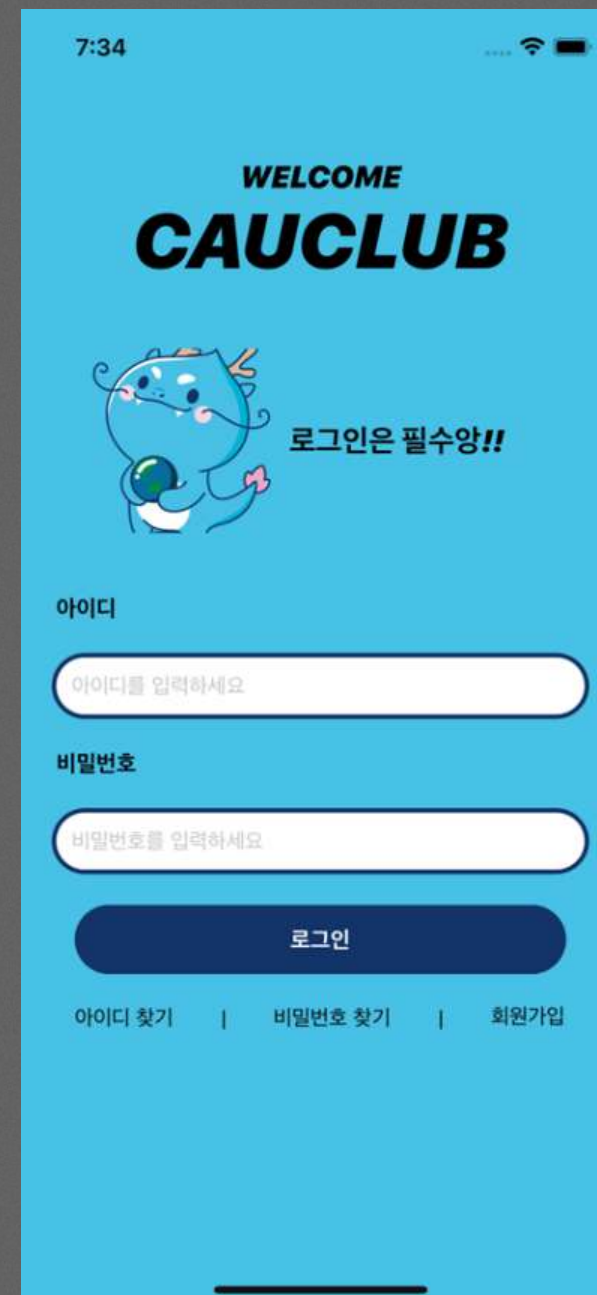 7:34
WELCOME
CAUCLUB
로그인은 필수앙!!
아이디
아이디를 입력하세요
비밀번호
비밀번호를 입력하세요
로그인
아이디 찾기 | 비밀번호 찾기 | 회원가입